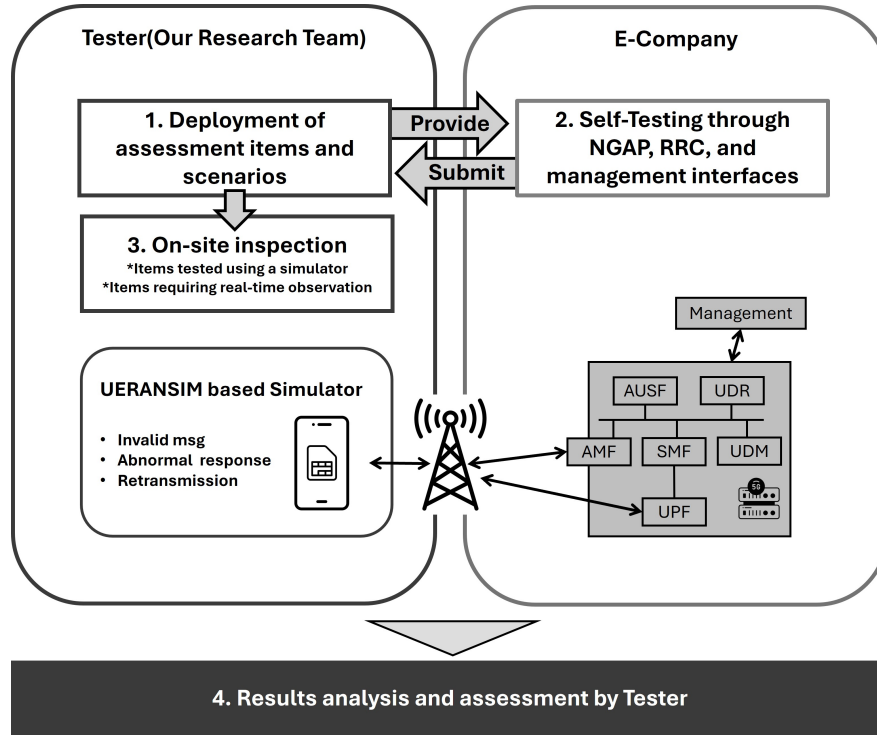 Tester(Our Research Team)
E-Company
1. Deployment of
assessment items and
scenarios
Provide
Submit
2. Self-Testing through
NGAP, RRC, and
management interfaces
3. On-site inspection
*Items tested using a simulator
*Items requiring real-time observation
Management
UERANSIM based Simulator
• Invalid msg
• Abnormal response
• Retransmission
AUSF
UDR
AMF
SMF
UDM
UPF
5G
4. Results analysis and assessment by Tester